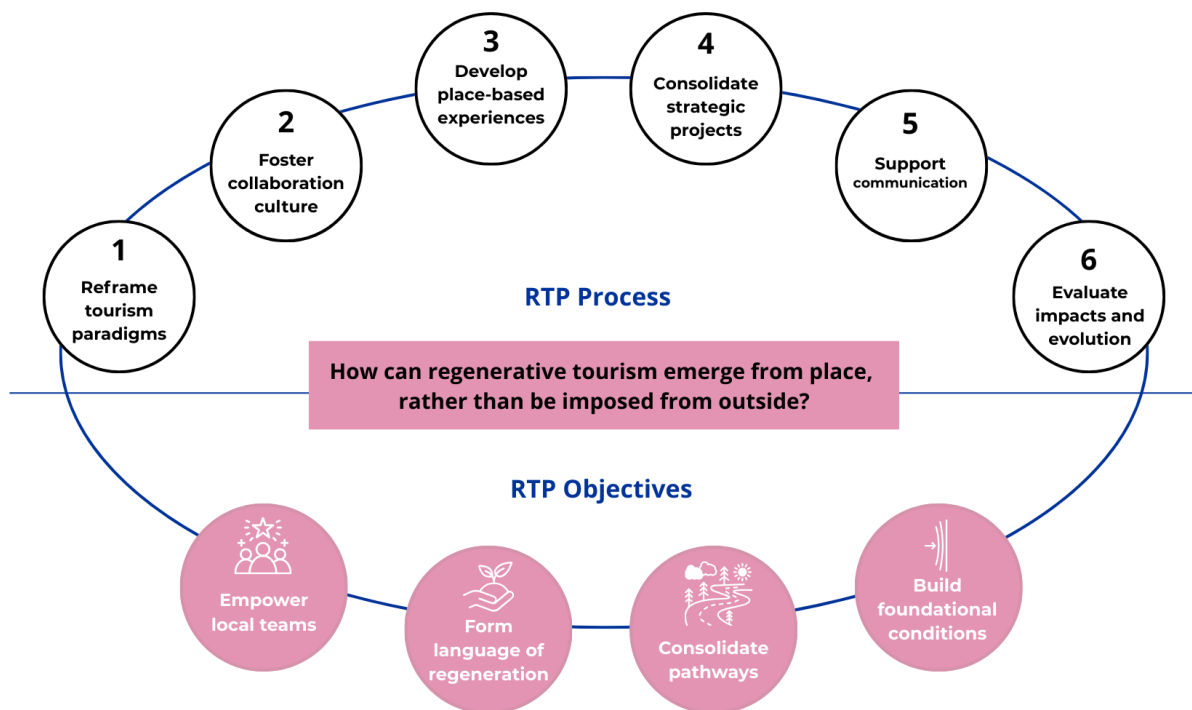 1
Reframe
tourism
paradigms
2
Foster
collaboration
culture
3
Develop
place-based
experiences
4
Consolidate
strategic
projects
5
Support
communication
6
Evaluate
impacts and
evolution
RTP Process
How can regenerative tourism emerge from place,
rather than be imposed from outside?
RTP Objectives
Empower
local teams
Form
language of
regeneration
Consolidate
pathways
Build
foundational
conditions